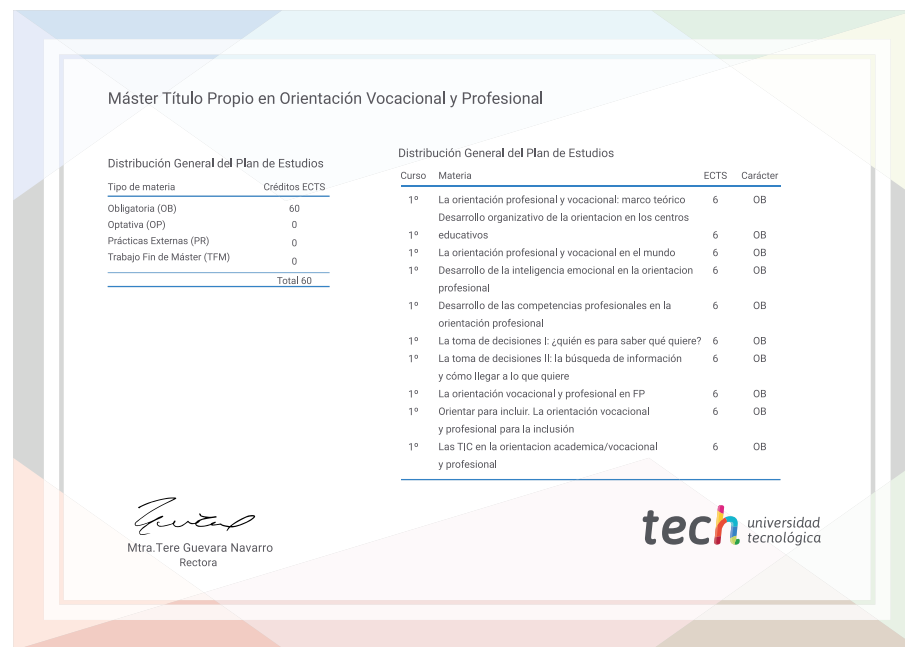 Máster Título Propio en Orientación Vocacional y Profesional
Distribución General del Plan de Estudios
Tipo de materia Créditos ECTS
Obligatoria (OB) 60
Optativa (OP) 0
Prácticas Externas (PR) 0
Trabajo Fin de Máster (TFM) 0
Total 60
Distribución General del Plan de Estudios
Curso Materia ECTS Carácter
1º La orientación profesional y vocacional: marco teórico 6 OB
Desarrollo organizativo de la orientacion en los centros
1º educativos 6 OB
1º La orientación profesional y vocacional en el mundo 6 OB
1º Desarrollo de la inteligencia emocional en la orientacion 6 OB
profesional
1º Desarrollo de las competencias profesionales en la 6 OB
orientación profesional
1º La toma de decisiones I: ¿quién es para saber qué quiere? 6 OB
1º La toma de decisiones II: la búsqueda de información 6 OB
y cómo llegar a lo que quiere
1º La orientación vocacional y profesional en FP 6 OB
1º Orientar para incluir. La orientación vocacional 6 OB
y profesional para la inclusión
1º Las TIC en la orientacion academica/vocacional 6 OB
y profesional
Mtra.Tere Guevara Navarro
Rectora
tech universidad
tecnológica